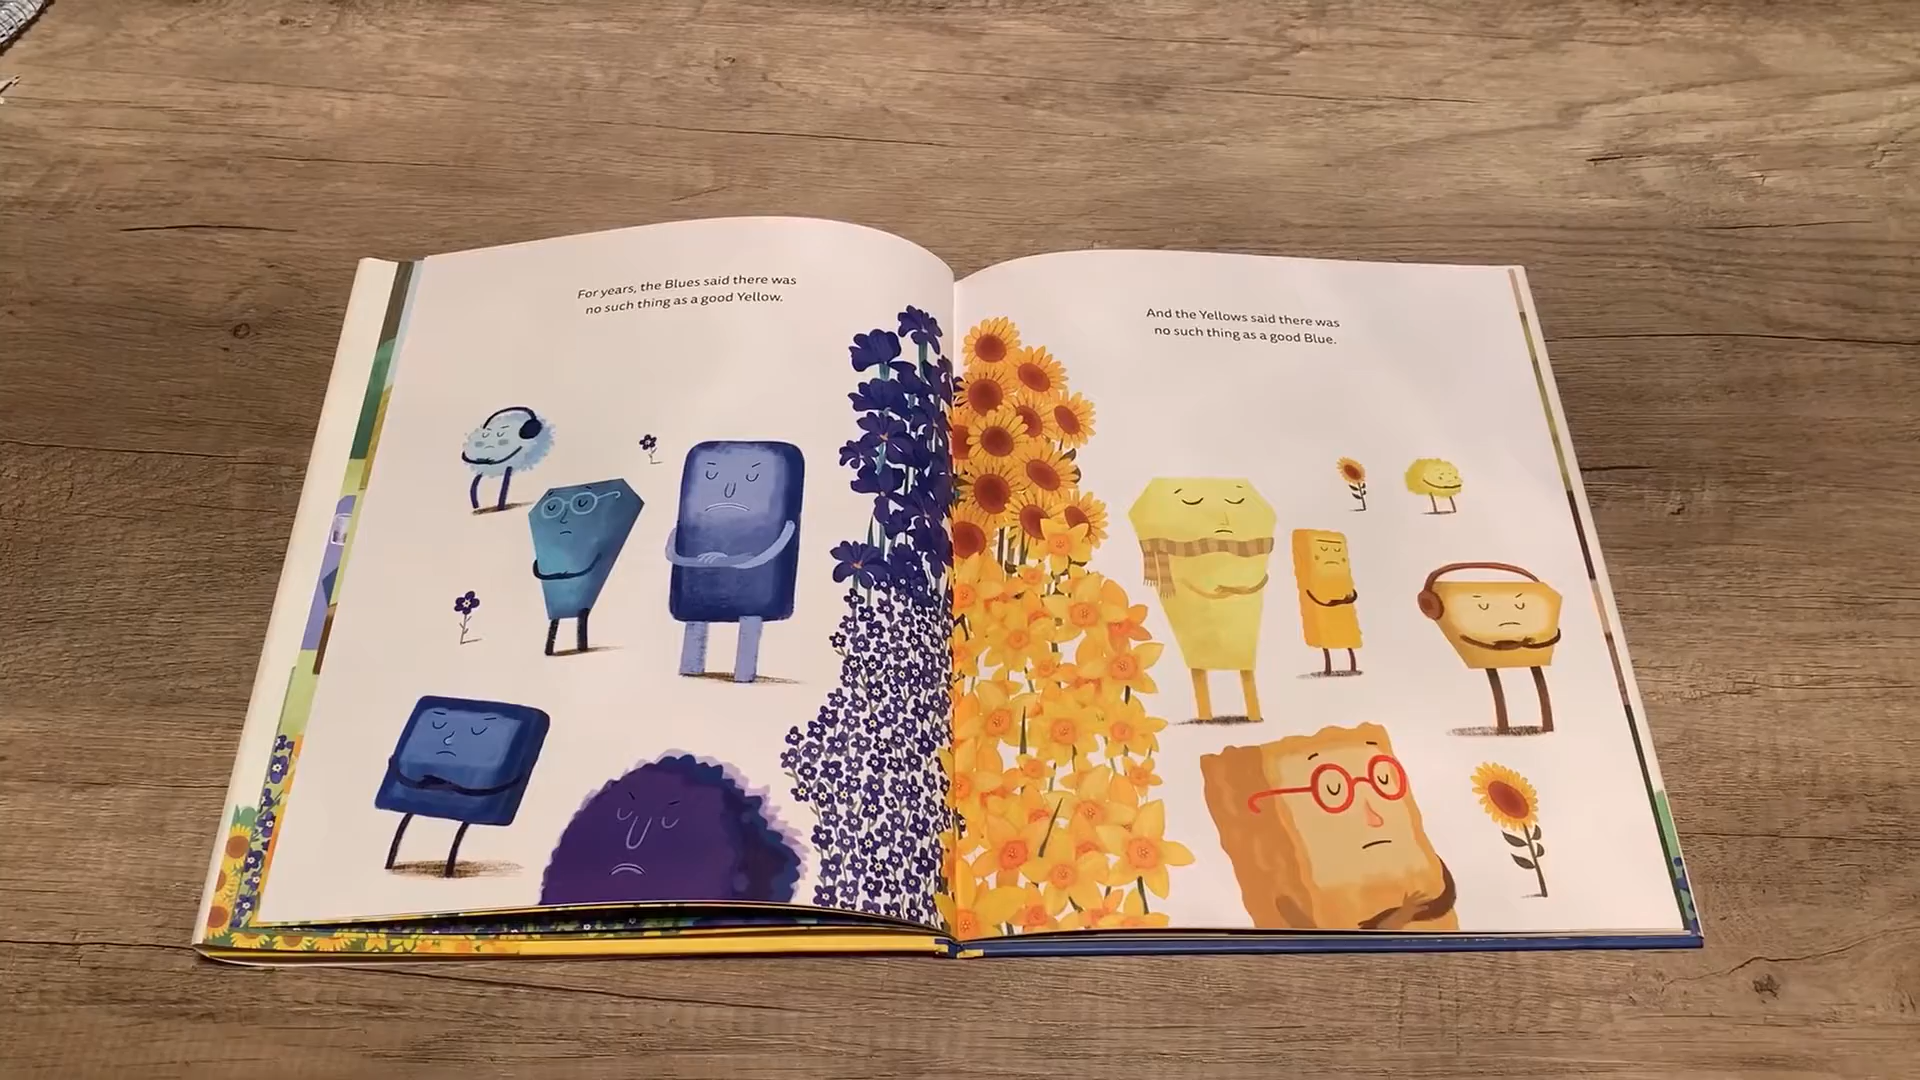 For years, the Blues said there was
no such thing as a good Yellow.
And the Yellows said there was
no such thing as a good Blue.